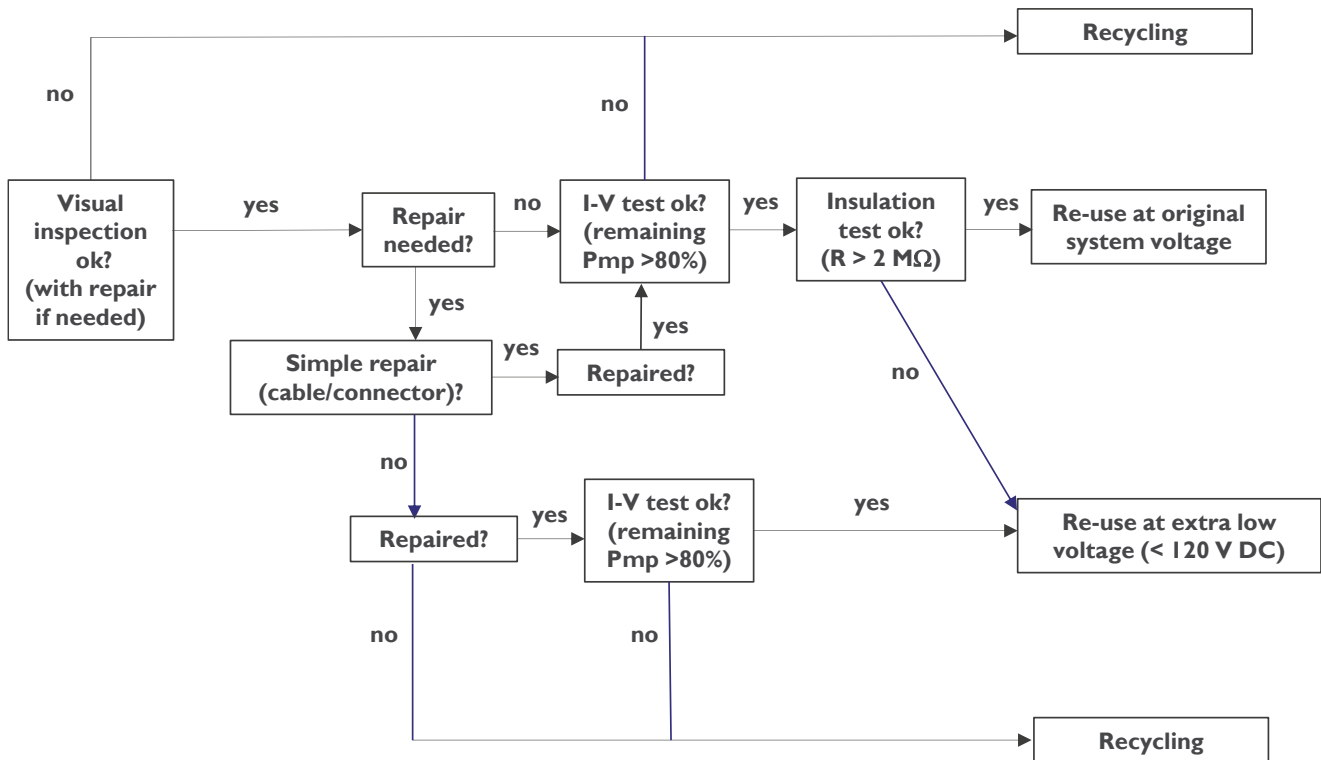 Recycling
no
no
Visual
inspection
ok?
(with repair
if needed)
yes
Repair
needed?
no
I-V test ok?
(remaining
Pmp >80%)
yes
Insulation
test ok?
(R > 2 MΩ)
yes
Re-use at original
system voltage
yes
yes
Simple repair
(cable/connector)?
yes
Repaired?
no
no
Repaired?
yes
I-V test ok?
(remaining
Pmp >80%)
yes
Re-use at extra low
voltage (< 120 V DC)
no
no
Recycling